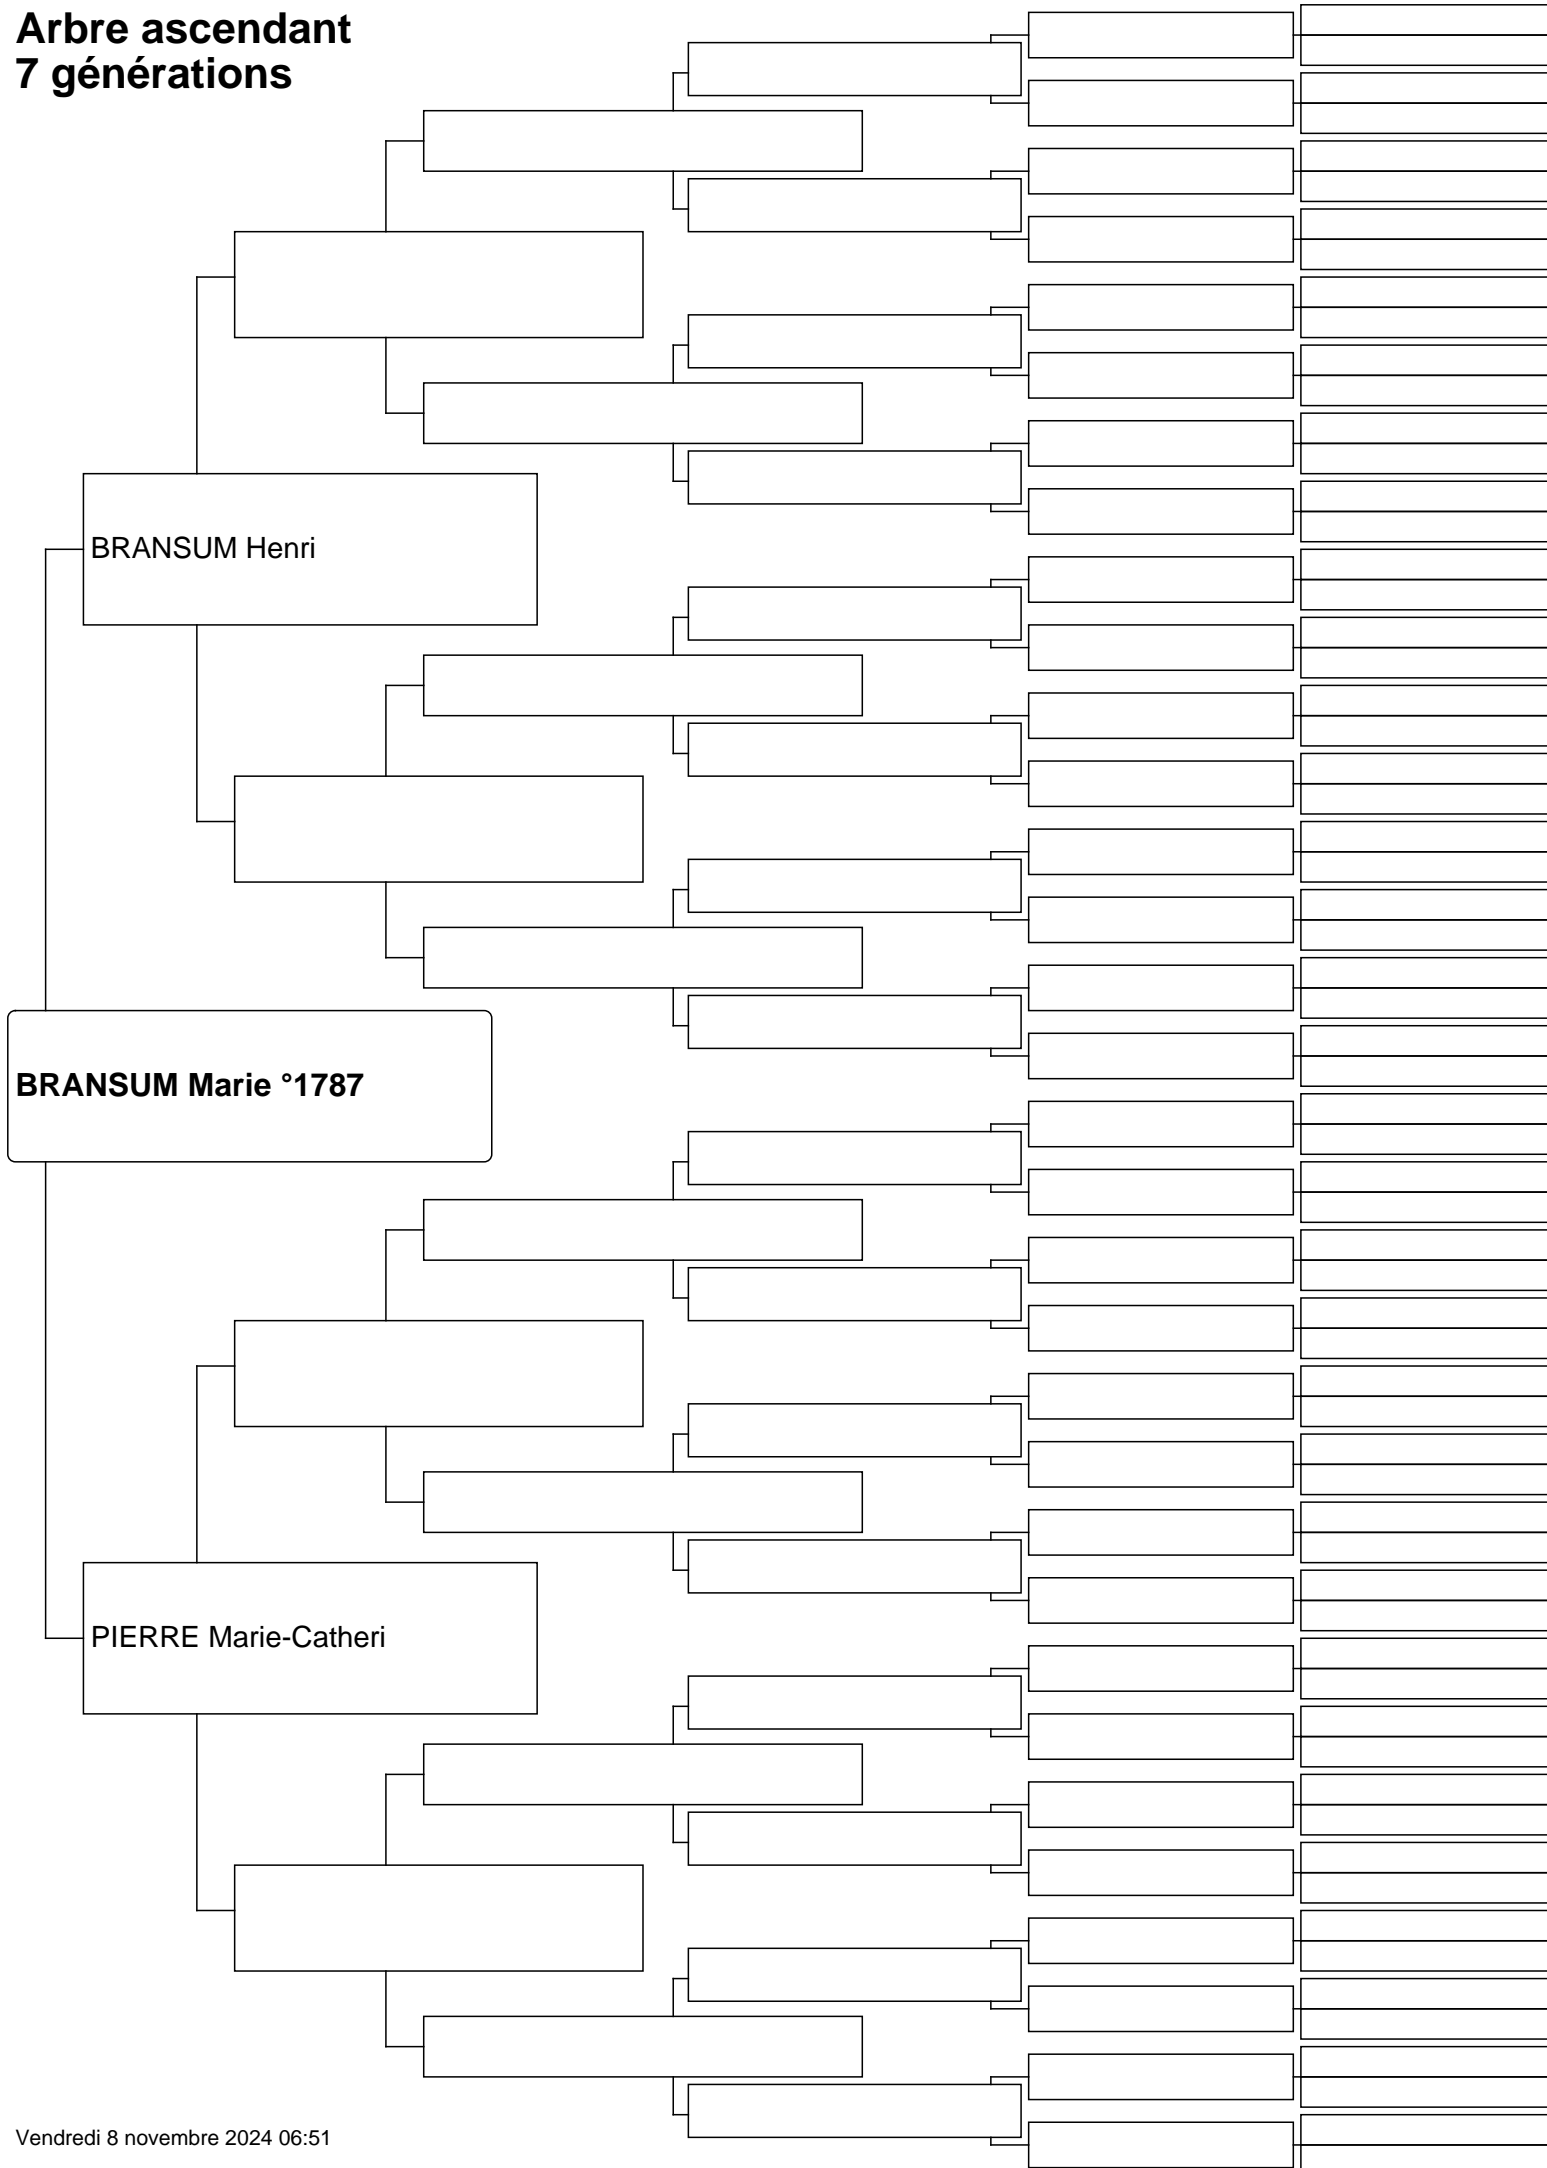 Arbre ascendant
7 générations
BRANSUM Henri
BRANSUM Marie °1787
PIERRE Marie-Catheri
Vendredi 8 novembre 2024 06:51